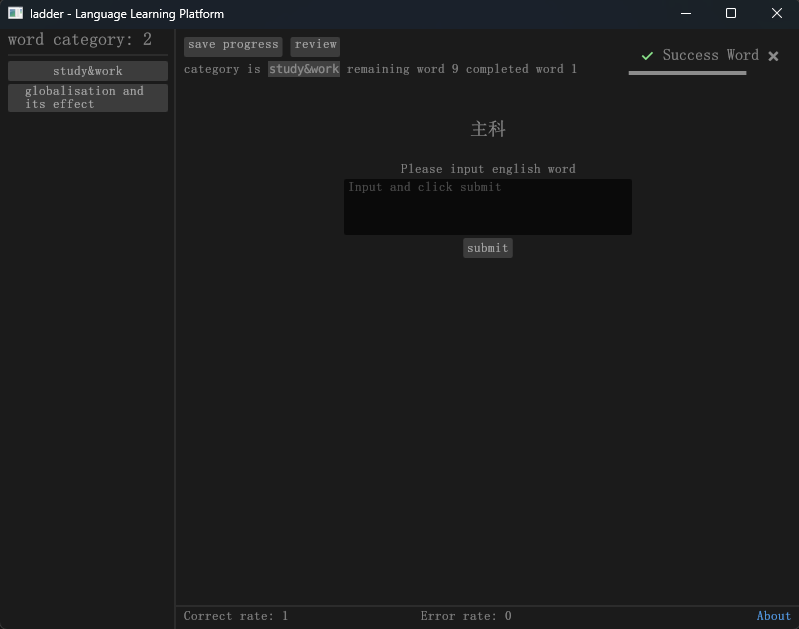 ladder - Language Learning Platform
word category: 2
study&work
globalisation and
its effect
save progress review
category is study&work remaining word 9 completed word 1
Success Word
主科
Please input english word
Input and click submit
submit
Correct rate: 1
Error rate: 0
About